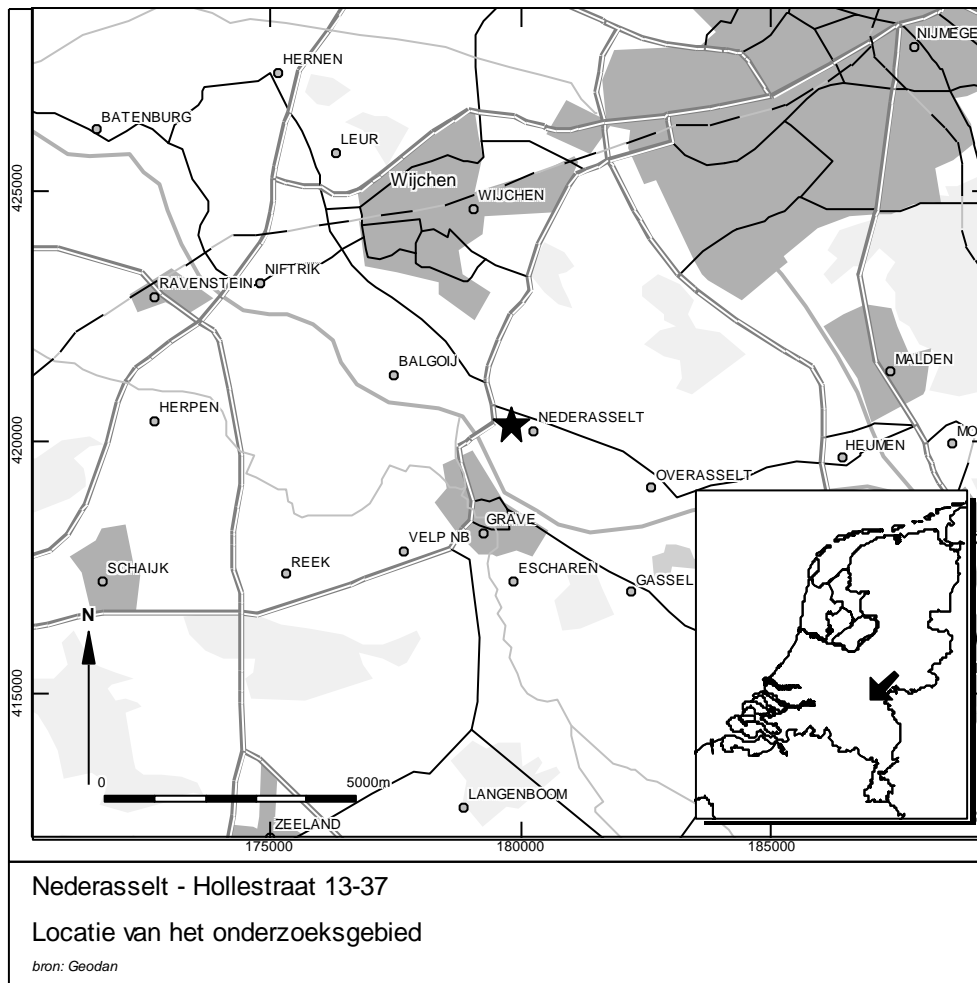 NIJMEGE
HERNEN
BATENBURG
LEUR
Wijchen
WIJCHEN
425000
NIFTRIK
RAVENSTEIN
BALGOIJ
MALDEN
HERPEN
NEDERASSELT
420000
HEUMEN
MO
OVERASSELT
GRAVE
VELP NB
SCHAIJK
REEK
ESCHAREN
GASSEL
N
415000
0
5000m
LANGENBOOM
ZEELAND
175000
180000
185000
Nederasselt - Hollestraat 13-37
Locatie van het onderzoeksgebied
bron: Geodan